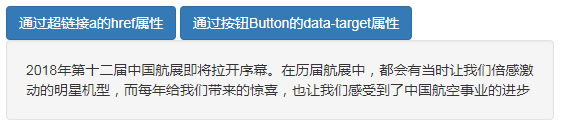 通过超链接a的href属性 通过按钮Button的data-target属性
2018年第十二届中国航展即将拉开序幕。在历届航展中，都会有当时让我们倍感激
动的明星机型，而每年给我们带来的惊喜，也让我们感受到了中国航空事业的进步